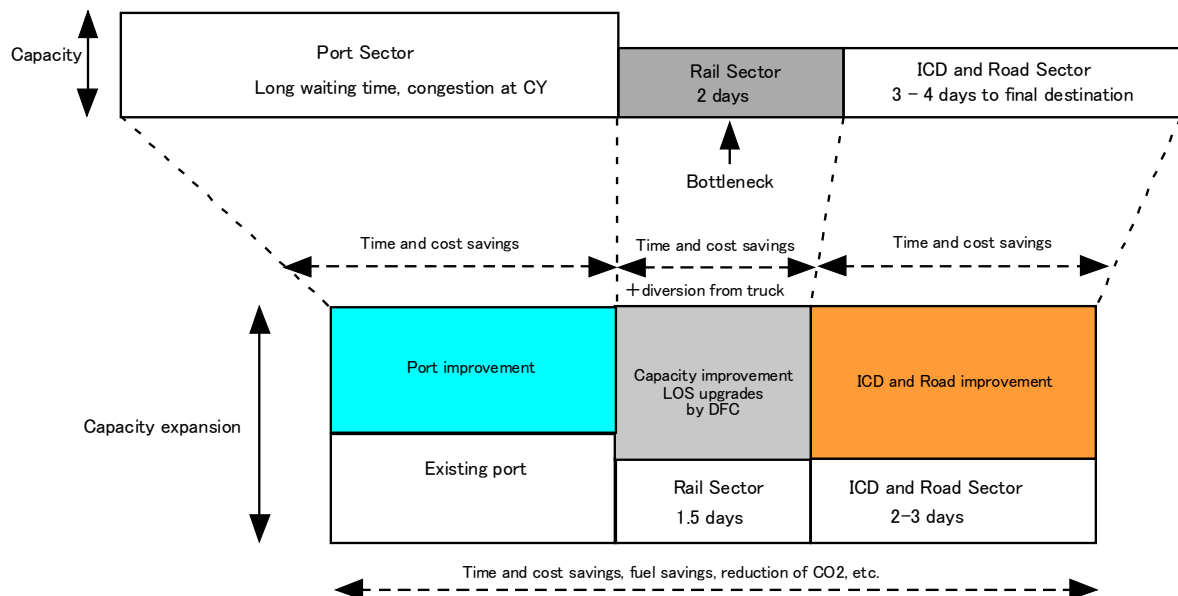 Capacity
Port Sector
Long waiting time, congestion at CY
Rail Sector
2 days
ICD and Road Sector
3 - 4 days to final destination
Bottleneck
Time and cost savings
Time and cost savings
Time and cost savings
+diversion from truck
Capacity expansion
Port improvement
Capacity improvement
LOS upgrades
by DFC
ICD and Road improvement
Existing port
Rail Sector
1.5 days
ICD and Road Sector
2-3 days
Time and cost savings, fuel savings, reduction of CO2, etc.